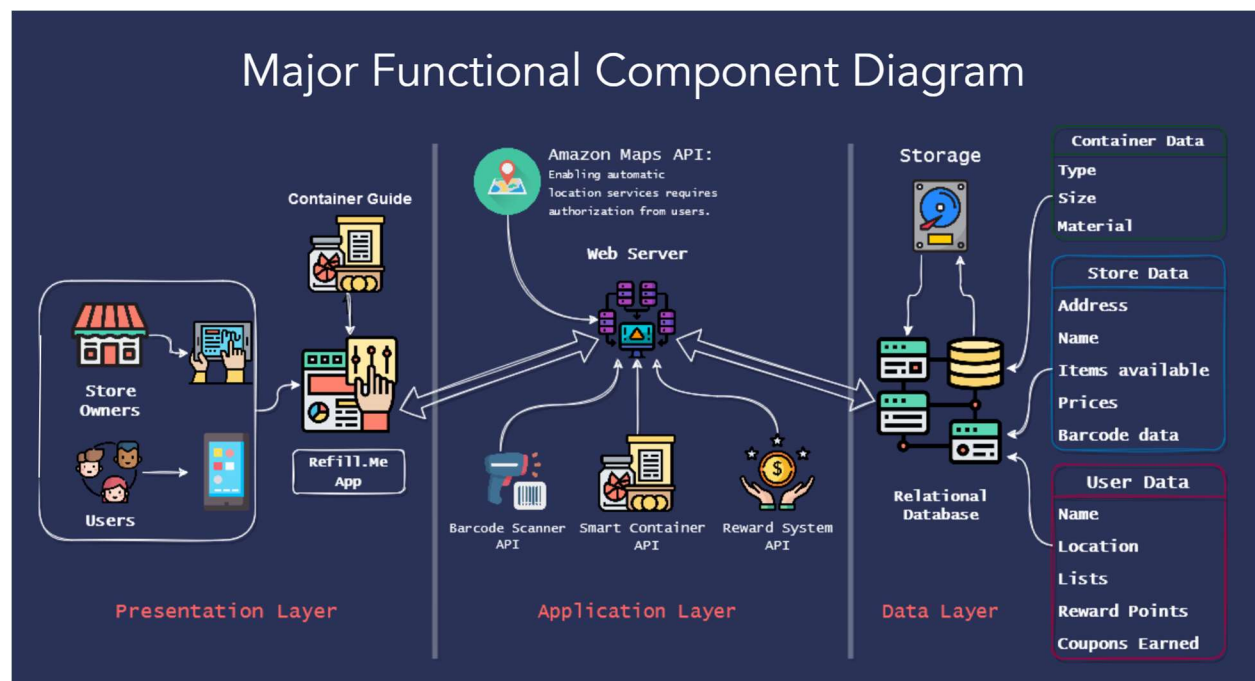 Major Functional Component Diagram
Container Guide
Store
Owners
Users
Refill.Me
App
Presentation Layer
Amazon Maps API:
Enabling automatic
location services requires
authorization from users.
Web Server
Barcode Scanner
API
Smart Container
API
Reward System
API
Application Layer
Storage
Relational
Database
Data Layer
Container Data
Type
Size
Material
Store Data
Address
Name
Items available
Prices
Barcode data
User Data
Name
Location
Lists
Reward Points
Coupons Earned